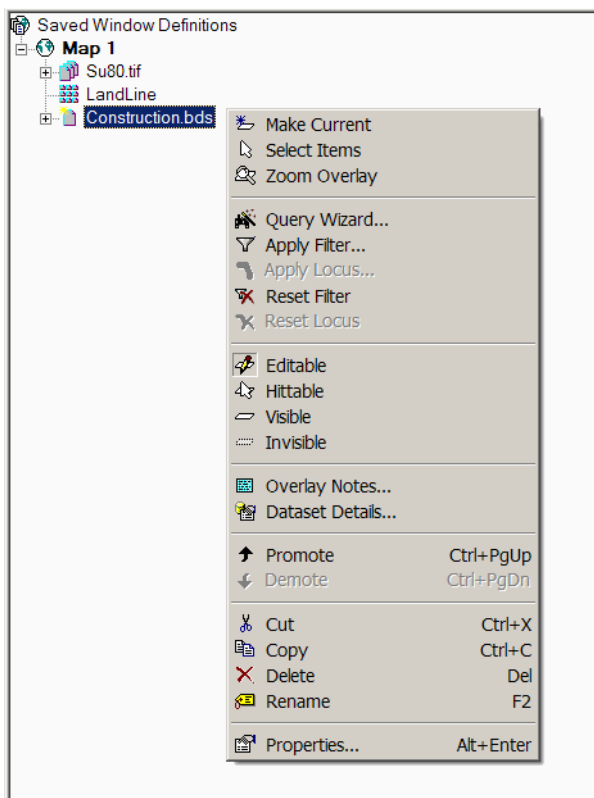 Saved Window Definitions
Map 1
Su80.tif
LandLine
Construction.bds
Make Current
Select Items
Zoom Overlay
Query Wizard...
Apply Filter...
Apply Locus...
Reset Filter
Reset Locus
Editable
Hittable
Visible
Invisible
Overlay Notes...
Dataset Details...
Promote Ctrl+PgUp
Demote Ctrl+PgDn
Cut Ctrl+X
Copy Ctrl+C
Delete Del
Rename F2
Properties... Alt+Enter